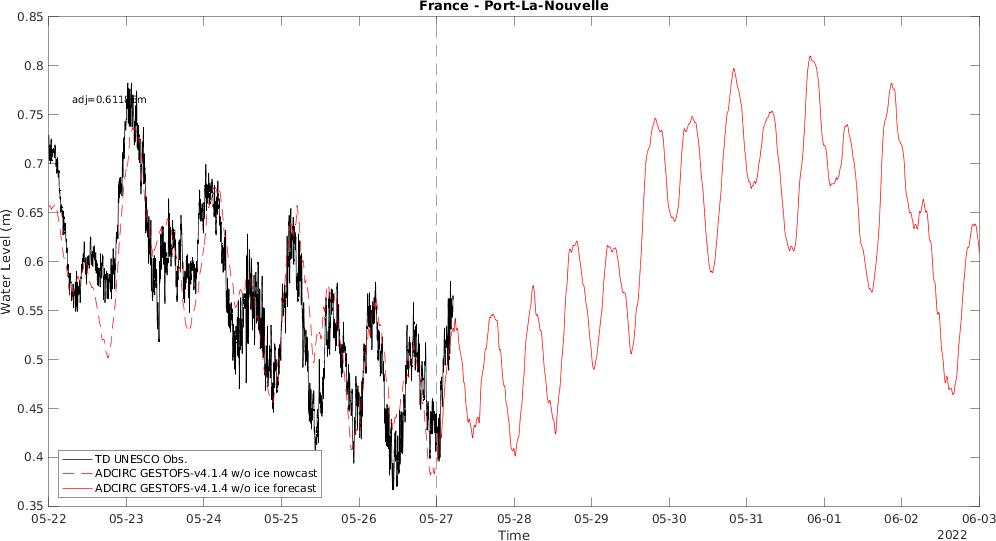 France - Port-La-Nouvelle
Water Level (m)
0.85
0.8
0.75
0.7
0.65
0.6
0.55
0.5
0.45
0.4
0.35
TD UNESCO Obs.
ADCIRC GESTOFS-v4.1.4 w/o ice nowcast
ADCIRC GESTOFS-v4.1.4 w/o ice forecast
05-22 05-23 05-24 05-25 05-26 05-27 05-28 05-29 05-30 05-31 06-01 06-02 06-03
Time
2022